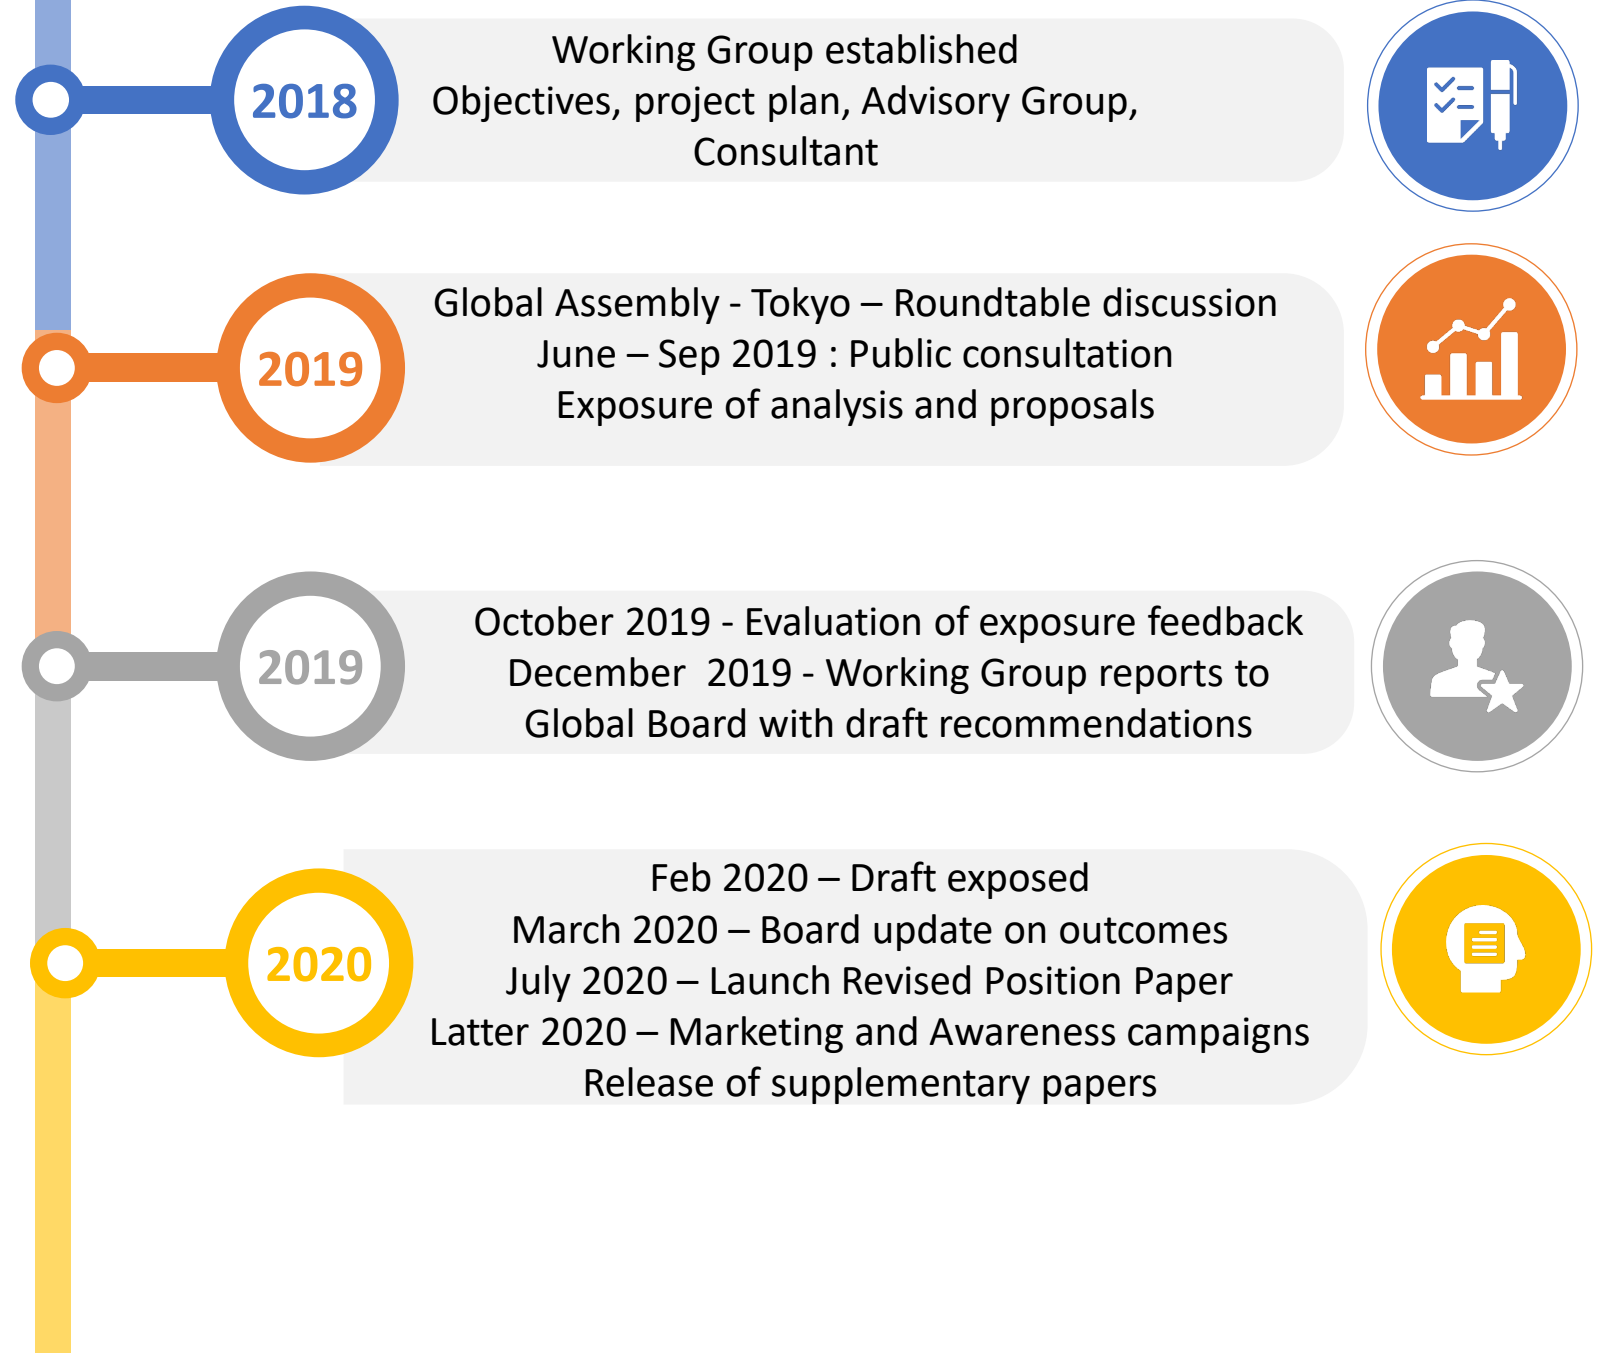 2018
Working Group established
Objectives, project plan, Advisory Group,
Consultant
2019
Global Assembly - Tokyo – Roundtable discussion
June – Sep 2019 : Public consultation
Exposure of analysis and proposals
2019
October 2019 - Evaluation of exposure feedback
December  2019 - Working Group reports to
Global Board with draft recommendations
2020
Feb 2020 – Draft exposed
March 2020 – Board update on outcomes
July 2020 – Launch Revised Position Paper
Latter 2020 – Marketing and Awareness campaigns
Release of supplementary papers